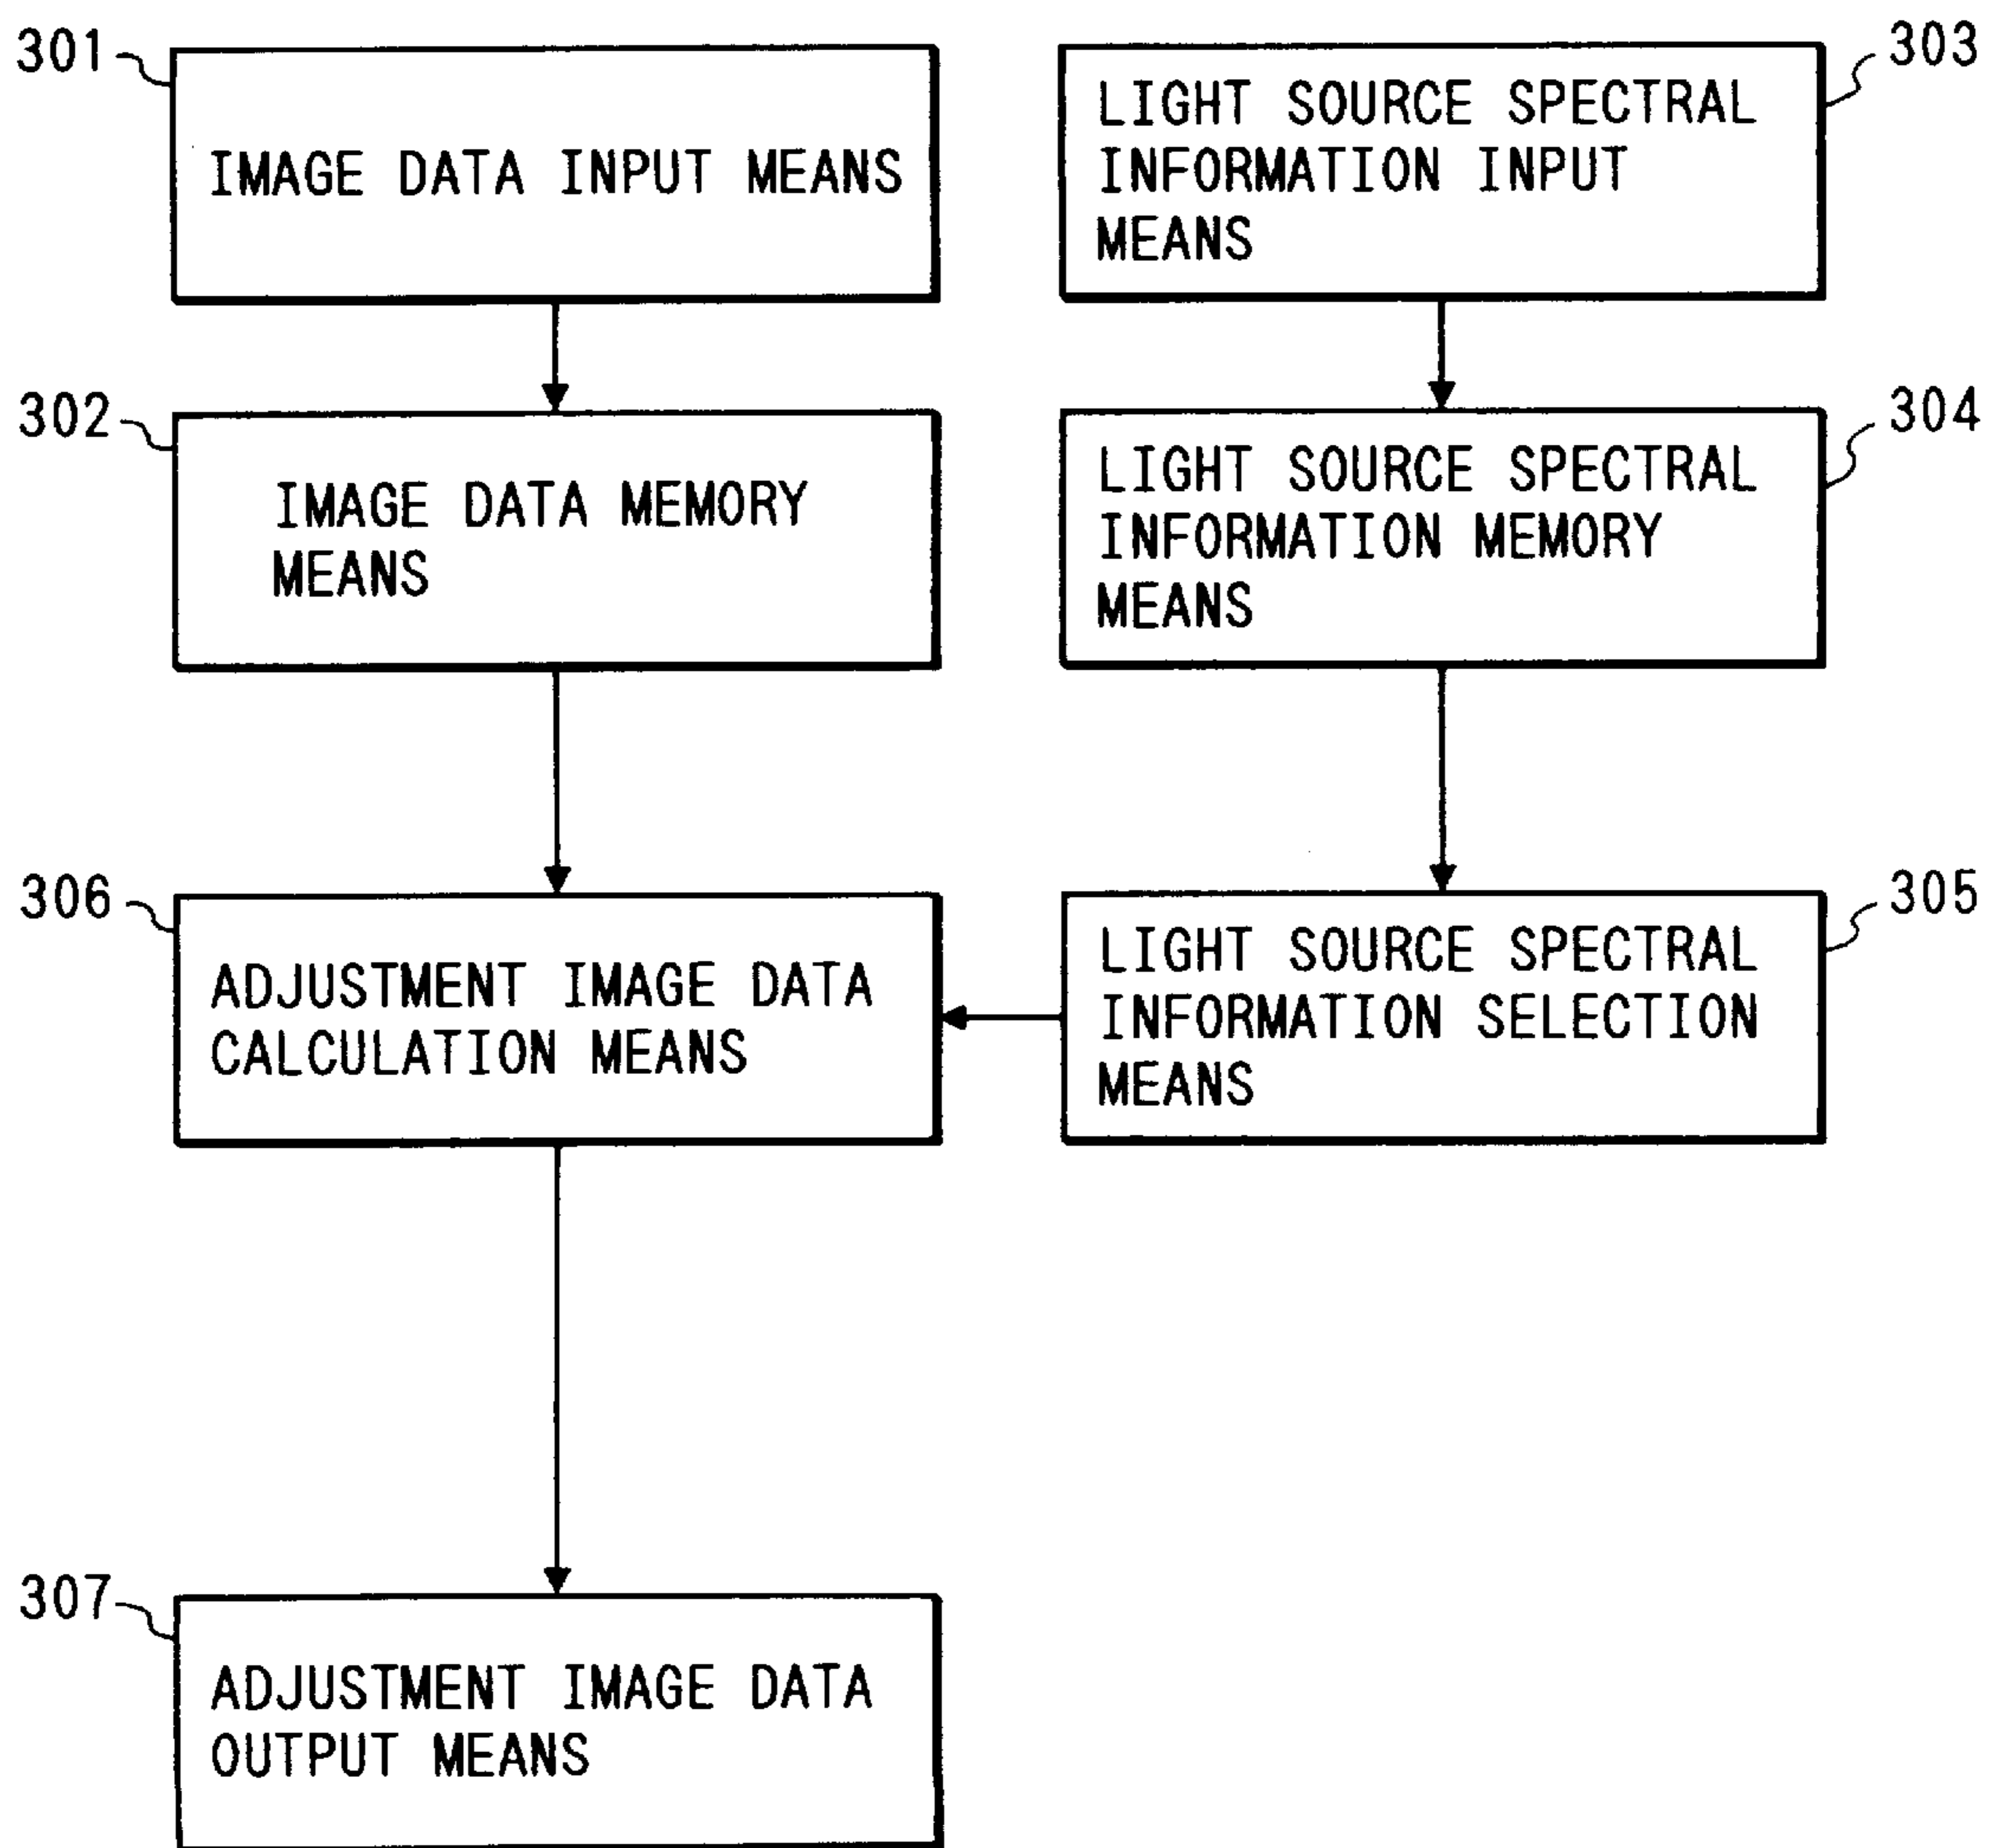 301
IMAGE DATA INPUT MEANS
303
LIGHT SOURCE SPECTRAL
INFORMATION INPUT
MEANS
302
IMAGE DATA MEMORY
MEANS
304
LIGHT SOURCE SPECTRAL
INFORMATION MEMORY
MEANS
306
ADJUSTMENT IMAGE DATA
CALCULATION MEANS
305
LIGHT SOURCE SPECTRAL
INFORMATION SELECTION
MEANS
307
ADJUSTMENT IMAGE DATA
OUTPUT MEANS